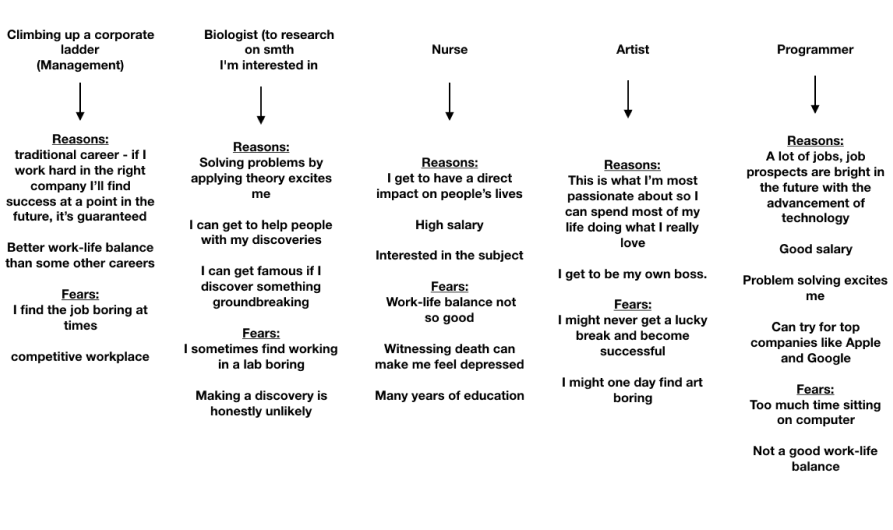 Climbing up a corporate
ladder
(Management)
Reasons:
traditional career - if I
work hard in the right
company I'll find
success at a point in the
future, it's guaranteed
Better work-life balance
than some other careers
Fears:
I find the job boring at
times
competitive workplace
Biologist (to research
on smth
I'm interested in
Reasons:
Solving problems by
applying theory excites
me
I can get to help people
with my discoveries
I can get famous if I
discover something
groundbreaking
Fears:
I sometimes find working
in a lab boring
Making a discovery is
honestly unlikely
Nurse
Reasons:
I get to have a direct
impact on people's lives
High salary
Interested in the subject
Fears:
Work-life balance not
so good
Witnessing death can
make me feel depressed
Many years of education
Artist
Reasons:
This is what I'm most
passionate about so I
can spend most of my
life doing what I really
love
I get to be my own boss.
Fears:
I might never get a lucky
break and become
successful
I might one day find art
boring
Programmer
Reasons:
A lot of jobs, job
prospects are bright in
the future with the
advancement of
technology
Good salary
Problem solving excites
me
Can try for top
companies like Apple
and Google
Fears:
Too much time sitting
on computer
Not a good work-life
balance